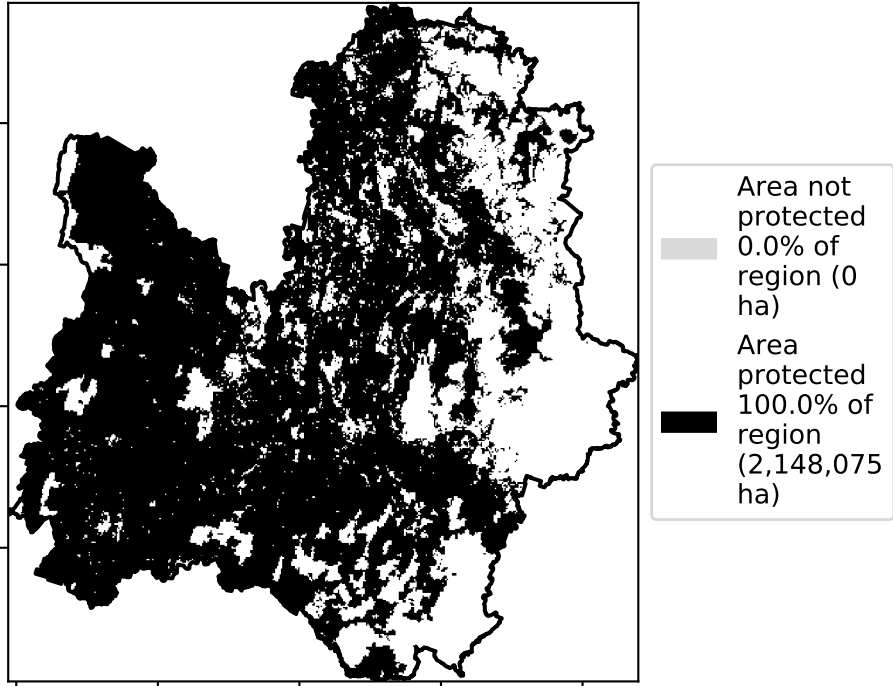 Area not
protected
0.0% of
region (0
ha)
Area
protected
100.0% of
region
(2,148,075
ha)